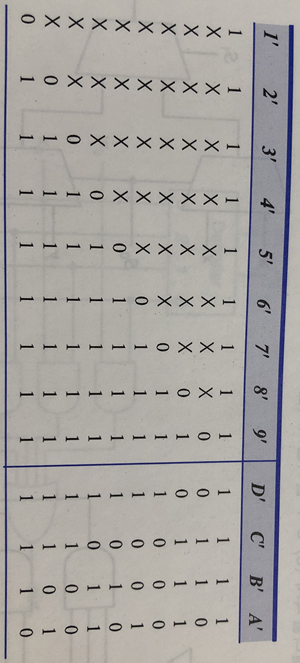 1' 2' 3' 4' 5' 6' 7' 8' 9' D' C' B' A'
1 1 1 1 1 1 1 1 1 1 1 1 1
X X X X X X X X 0 0 1 1 0
X X X X X X X 0 1 0 1 1 1
X X X X X X 0 1 1 1 0 0 0
X X X X X 0 1 1 1 1 0 0 1
X X X X 0 1 1 1 1 1 0 1 0
X X X 0 1 1 1 1 1 1 0 1 1
X X 0 1 1 1 1 1 1 1 1 0 0
X 0 1 1 1 1 1 1 1 1 1 0 1
0 1 1 1 1 1 1 1 1 1 1 1 0